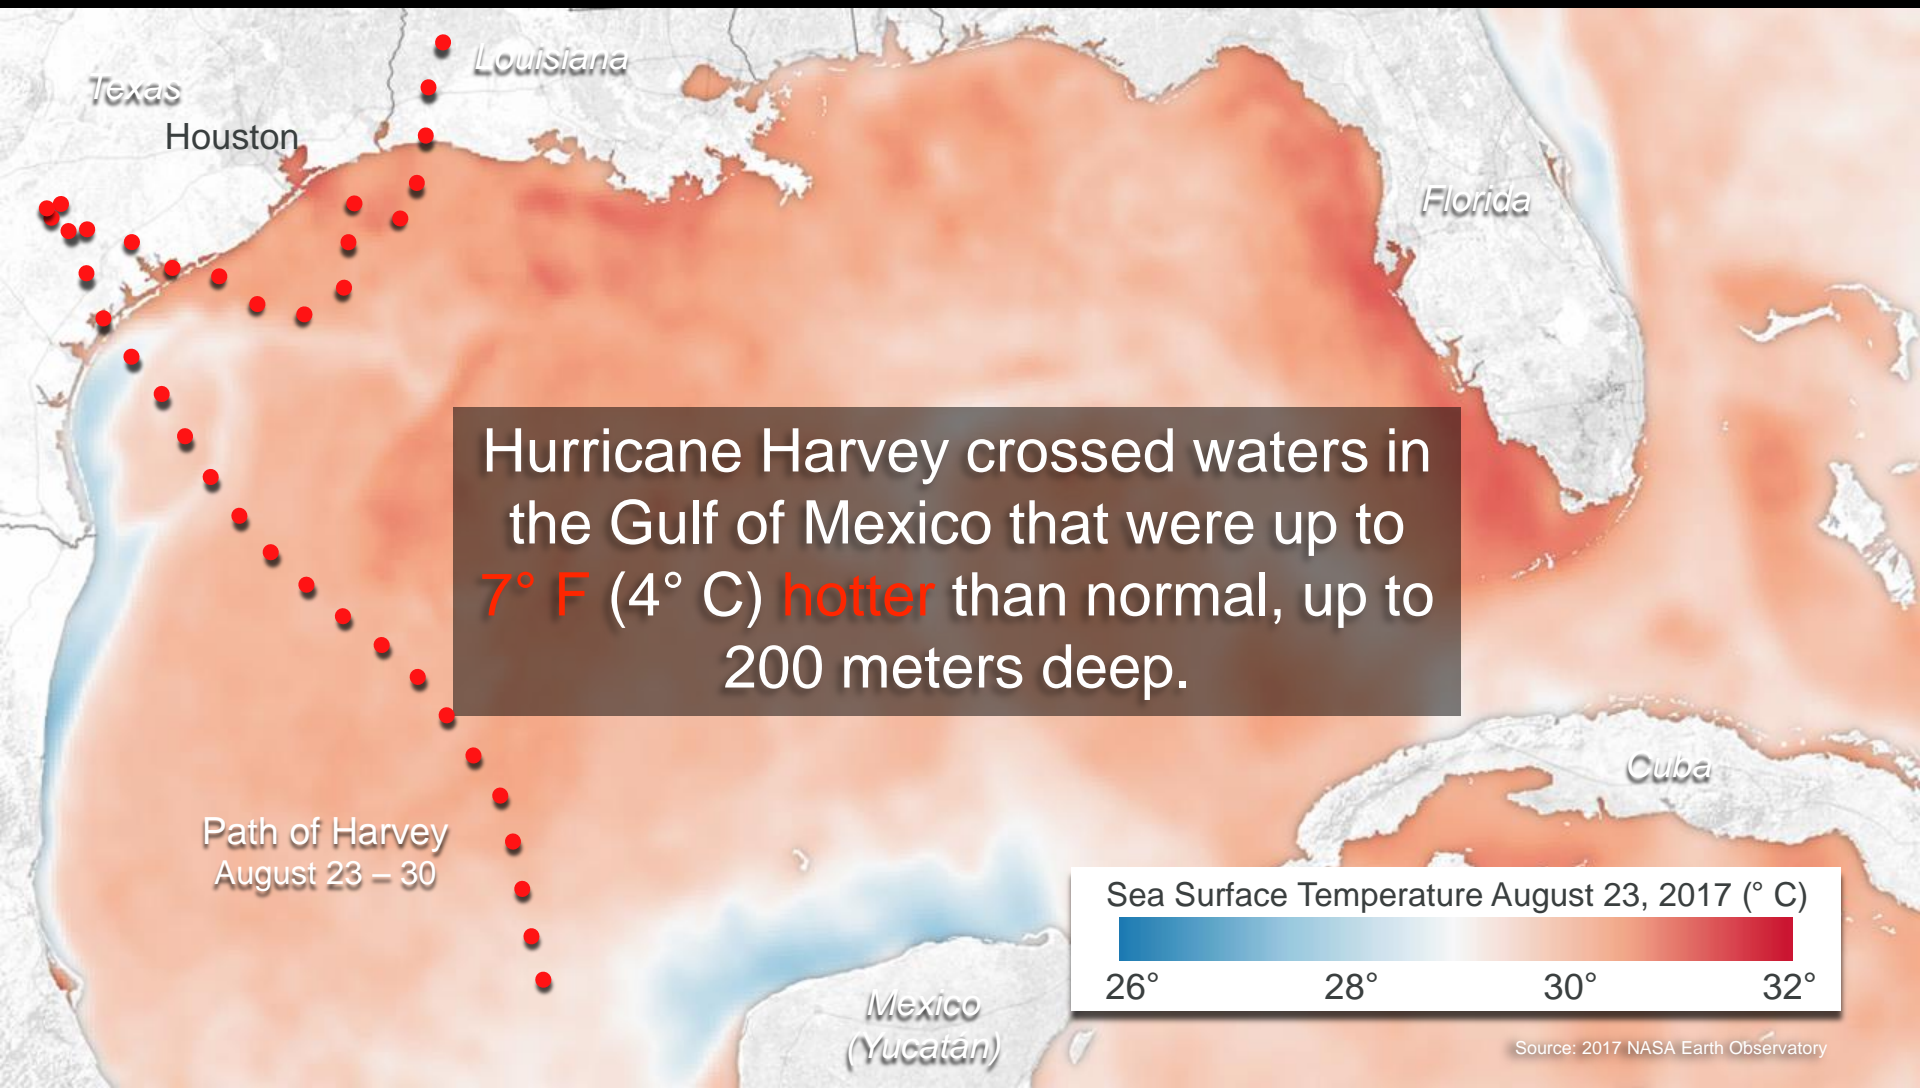 Louisiana
Texas
Houston
Florida
Hurricane Harvey crossed waters in
the Gulf of Mexico that were up to
7° F (4° C) hotter than normal, up to
200 meters deep.
Cuba
Path of Harvey
August 23 – 30
Sea Surface Temperature August 23, 2017 (° C)
26° 28° 30° 32°
Mexico
(Yucatán)
Source: 2017 NASA Earth Observatory